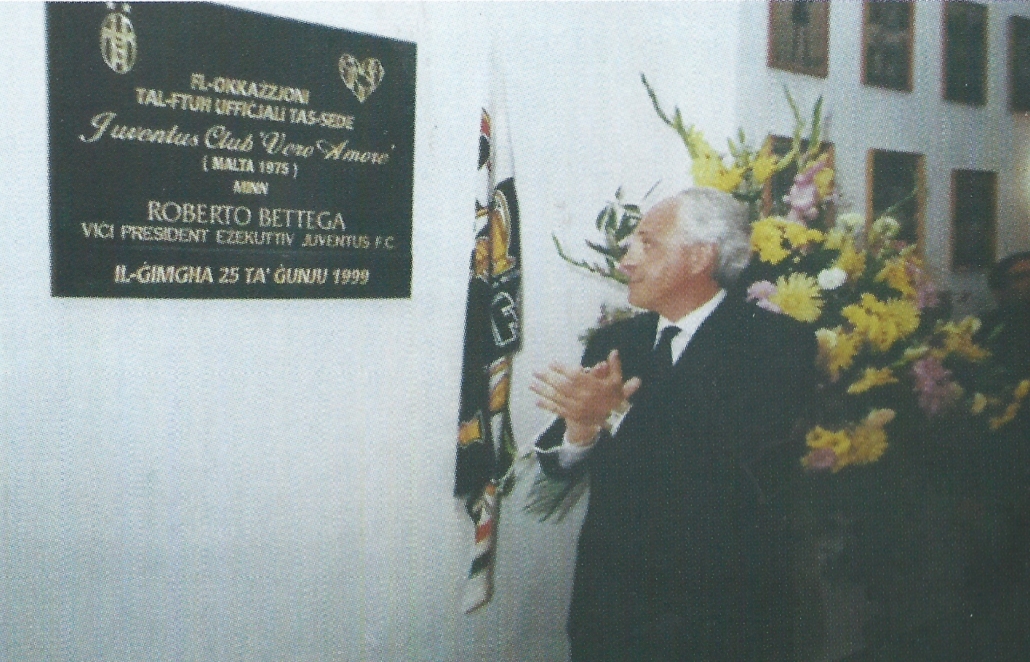 FL-OKKAŻŻJONI
TAL-FTUĦ UFFIĊJALI TAS-SEDE
Juventus Club 'Vero Amore'
( MALTA 1975 )
MINN
ROBERTO BETTEGA
VIĊI PRESIDENT EŻEKUTTIV JUVENTUS F.C.
IL-ĠIMGĦA 25 TA' ĠUNJU 1999